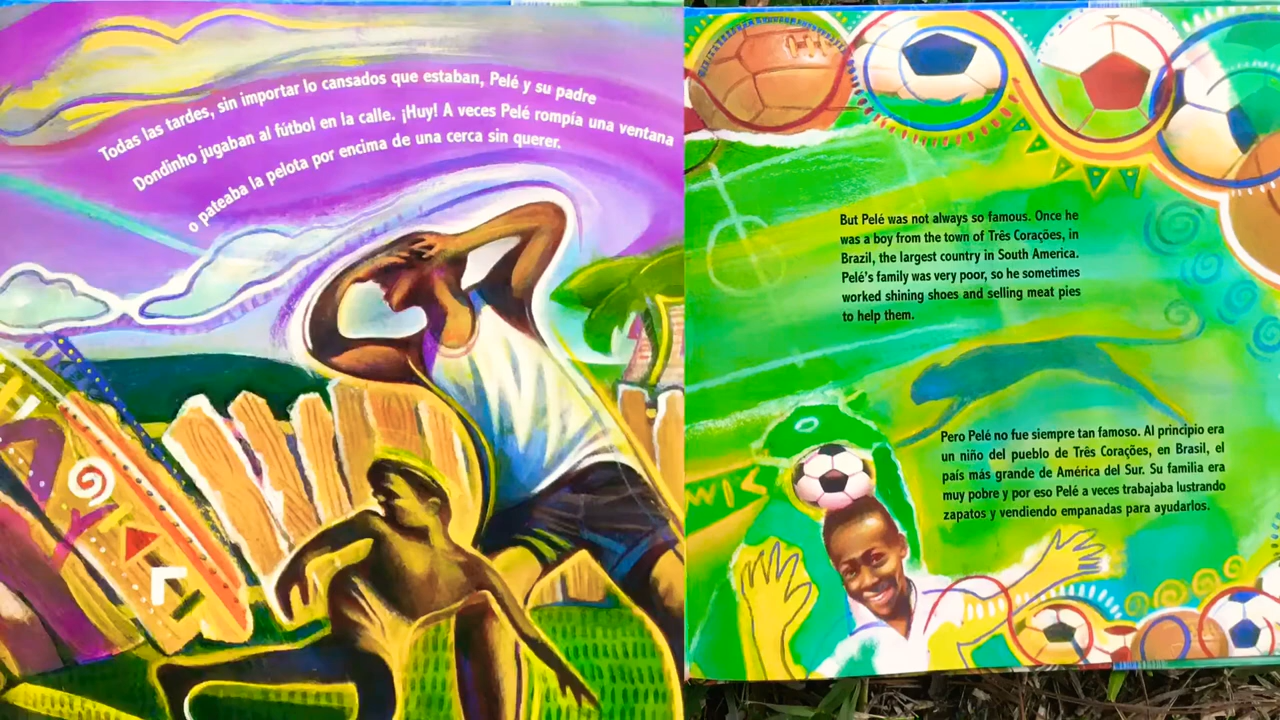 Todas las tardes, sin importar lo cansados que estaban, Pelé y su padre
Dondinho jugaban al fútbol en la calle. ¡Huy! A veces Pelé rompía una ventana
o pateaba la pelota por encima de una cerca sin querer.
But Pelé was not always so famous. Once he
was a boy from the town of Três Corações, in
Brazil, the largest country in South America.
Pelé's family was very poor, so he sometimes
worked shining shoes and selling meat pies
to help them.
Pero Pelé no fue siempre tan famoso. Al principio era
un niño del pueblo de Três Corações, en Brasil, el
país más grande de América del Sur. Su familia era
muy pobre y por eso Pelé a veces trabajaba lustrando
zapatos y vendiendo empanadas para ayudarlos.